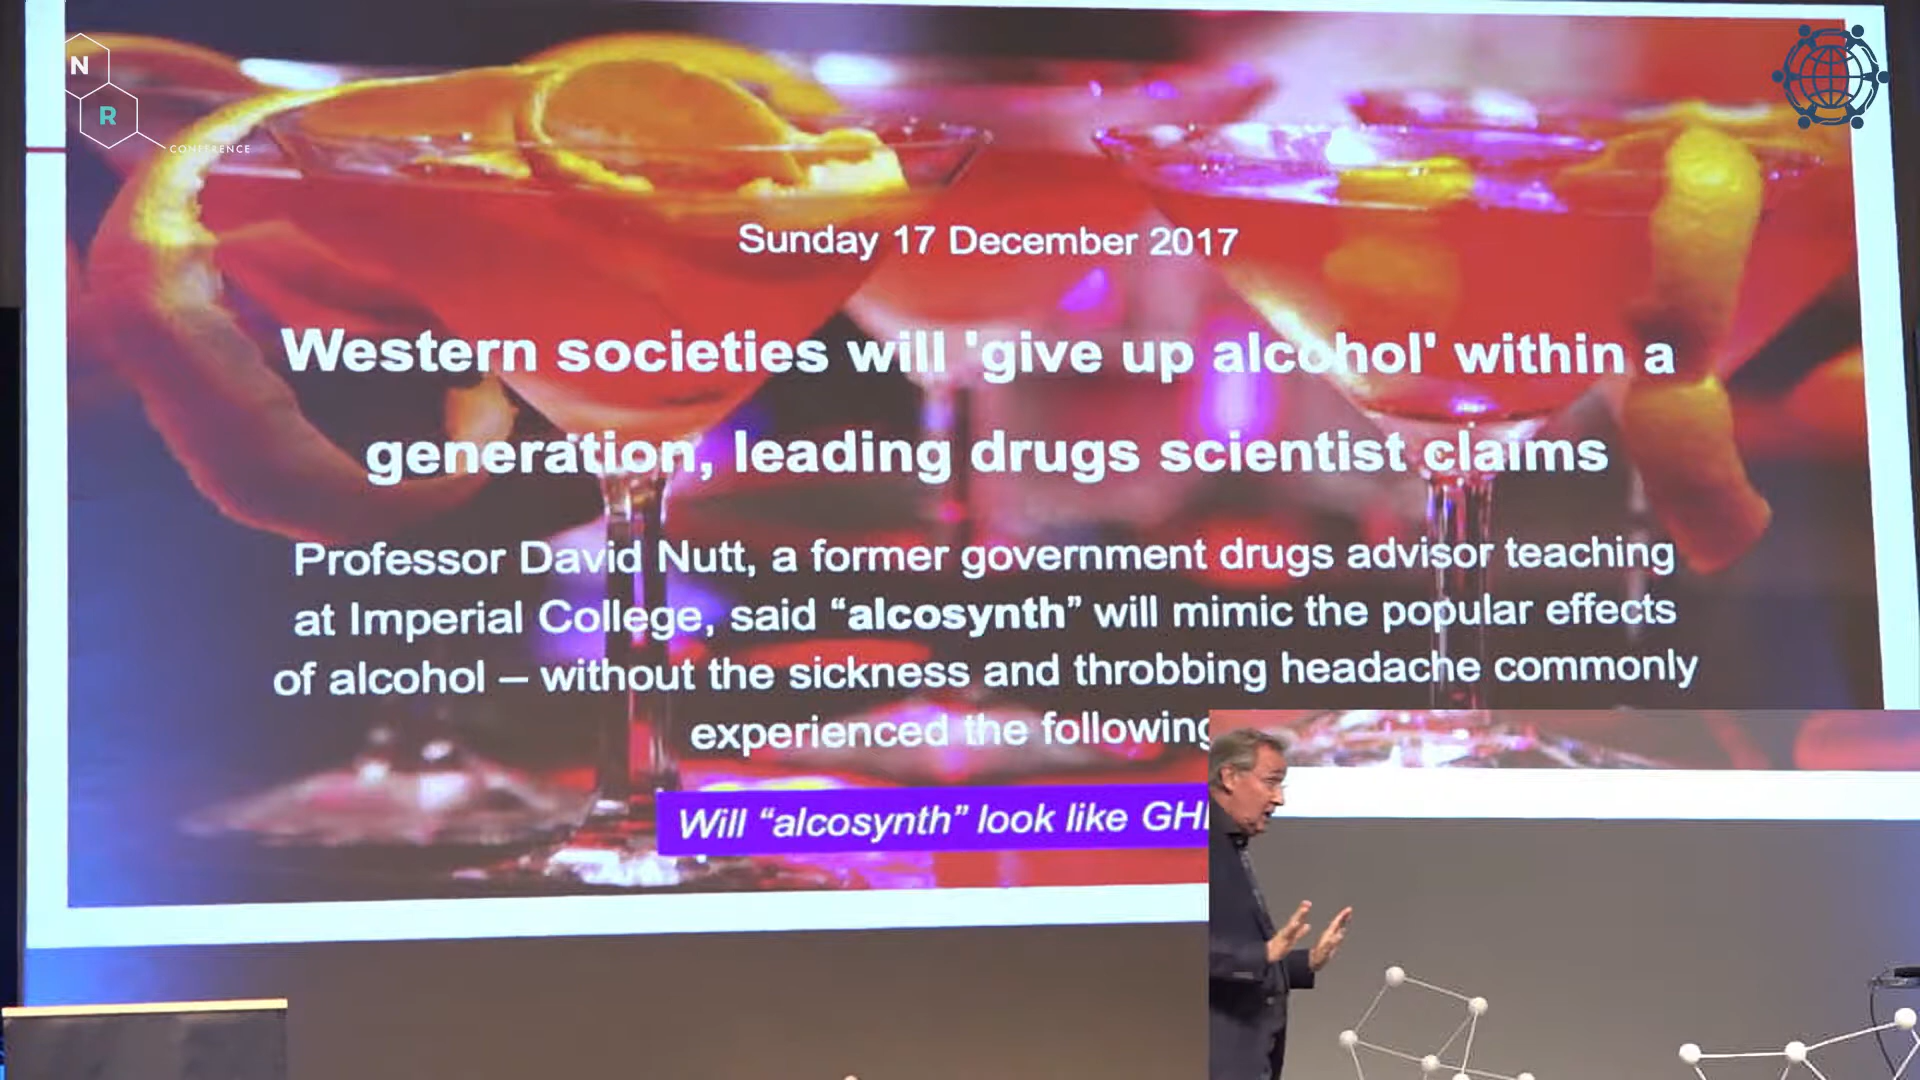 N
R
CONFERENCE
Sunday 17 December 2017
Western societies will 'give up alcohol' within a
generation, leading drugs scientist claims
Professor David Nutt, a former government drugs advisor teaching
at Imperial College, said “alcosynth” will mimic the popular effects
of alcohol – without the sickness and throbbing headache commonly
experienced the following
Will “alcosynth” look like